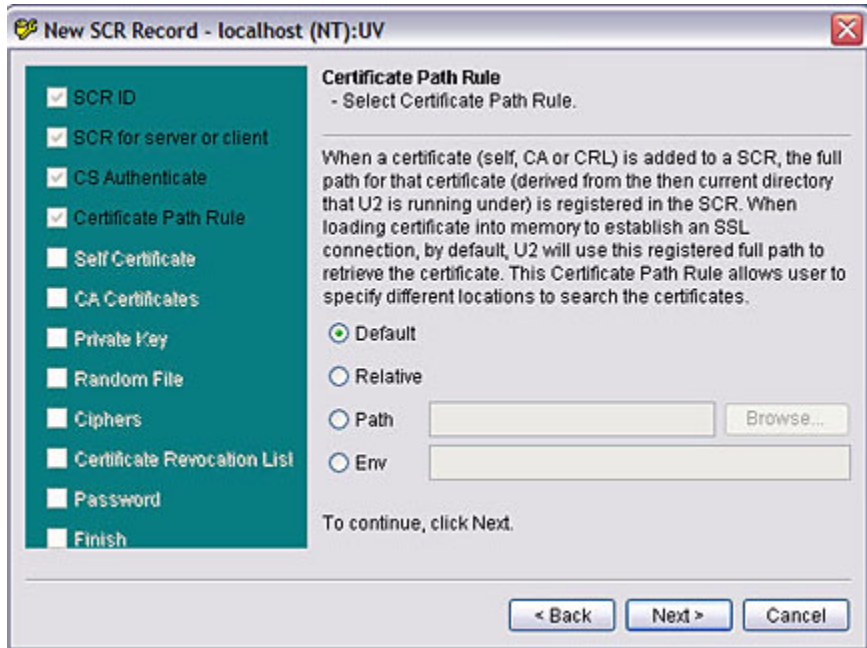 New SCR Record - localhost (NT):UV
SCR ID
SCR for server or client
CS Authenticate
Certificate Path Rule
Self Certificate
CA Certificates
Private Key
Random File
Ciphers
Certificate Revocation List
Password
Finish
Certificate Path Rule
- Select Certificate Path Rule.
When a certificate (self, CA or CRL) is added to a SCR, the full
path for that certificate (derived from the then current directory
that U2 is running under) is registered in the SCR. When
loading certificate into memory to establish an SSL
connection, by default, U2 will use this registered full path to
retrieve the certificate. This Certificate Path Rule allows user to
specify different locations to search the certificates.
Default
Relative
Path
Browse...
Env
To continue, click Next.
< Back
Next >
Cancel